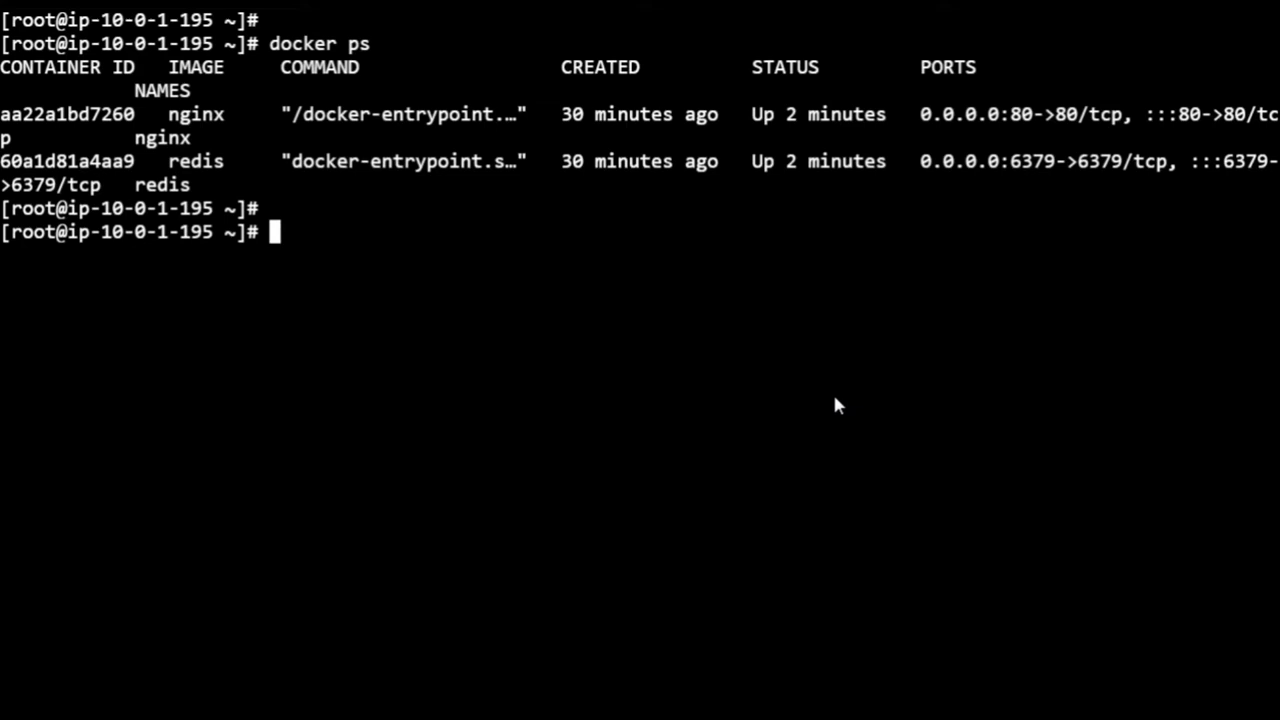 [root@ip-10-0-1-195 ~]#
[root@ip-10-0-1-195 ~]# docker ps
CONTAINER ID   IMAGE     COMMAND                  CREATED          STATUS         PORTS
            NAMES
aa22a1bd7260   nginx     "/docker-entrypoint.…"   30 minutes ago   Up 2 minutes   0.0.0.0:80->80/tcp, :::80->80/tc
p           nginx
60a1d81a4aa9   redis     "docker-entrypoint.s…"   30 minutes ago   Up 2 minutes   0.0.0.0:6379->6379/tcp, :::6379-
>6379/tcp   redis
[root@ip-10-0-1-195 ~]#
[root@ip-10-0-1-195 ~]#